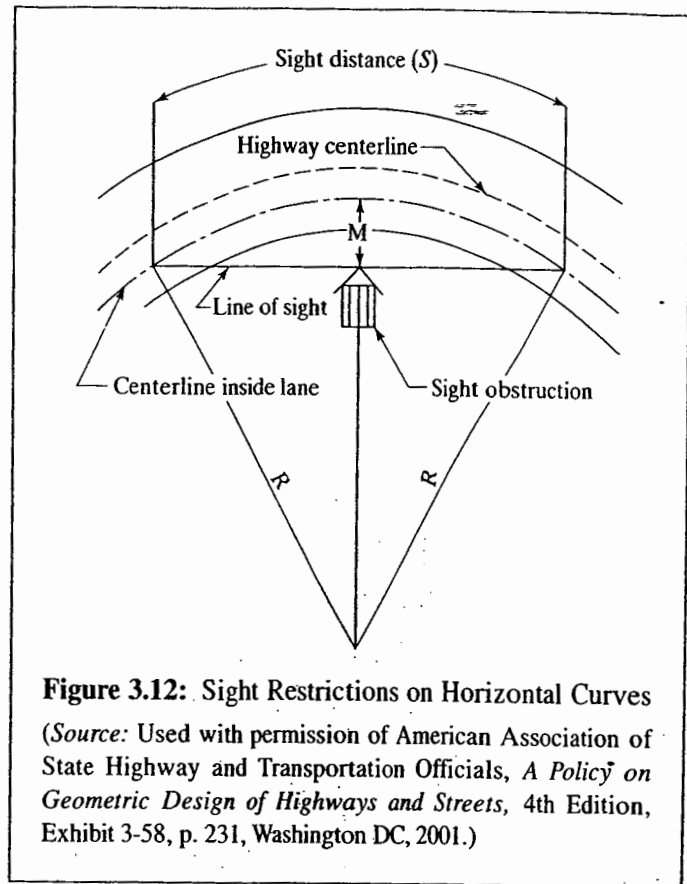 Sight distance (S)
Highway centerline
M
Line of sight
Centerline inside lane
Sight obstruction
R
R
Figure 3.12: Sight Restrictions on Horizontal Curves
(Source: Used with permission of American Association of
State Highway and Transportation Officials, A Policy on
Geometric Design of Highways and Streets, 4th Edition,
Exhibit 3-58, p. 231, Washington DC, 2001.)